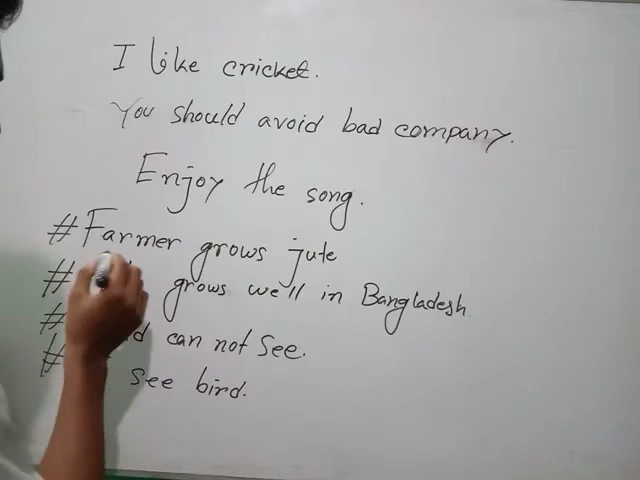 I like cricket.
You should avoid bad company.
Enjoy the song.
# Farmer grows jute
# grows well in Bangladesh.
# can not see.
# see bird.